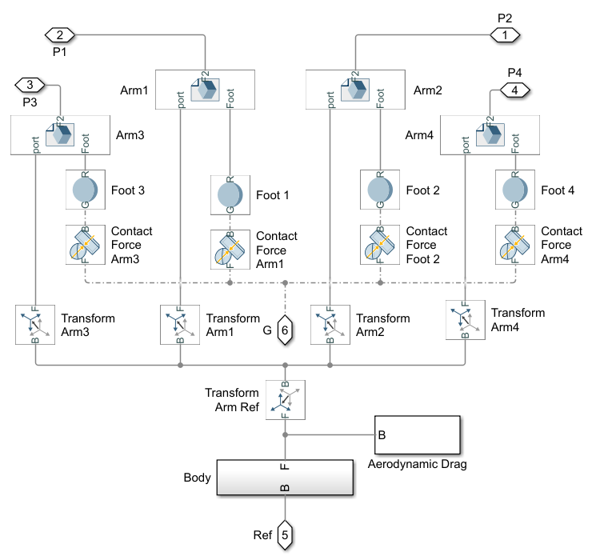 P2
2
1
P1
P4
3
4
P3
F2
Arm1
port
Foot
F2
Arm2
port
Foot
F2
Arm3
port
Foot
F2
Arm4
port
Foot
R
Foot 3
G
R
Foot 1
G
R
Foot 2
G
R
Foot 4
G
B
Contact
Force
Arm3
F
B
Contact
Force
Arm1
F
B
Contact
Force
Foot 2
F
B
Contact
Force
Arm4
F
F
Transform
Arm3
B
F
Transform
Arm1
B
G
6
F
Transform
Arm2
B
F
Transform
Arm4
B
B
Transform
Arm Ref
F
B
Aerodynamic Drag
F
Body
B
Ref
5